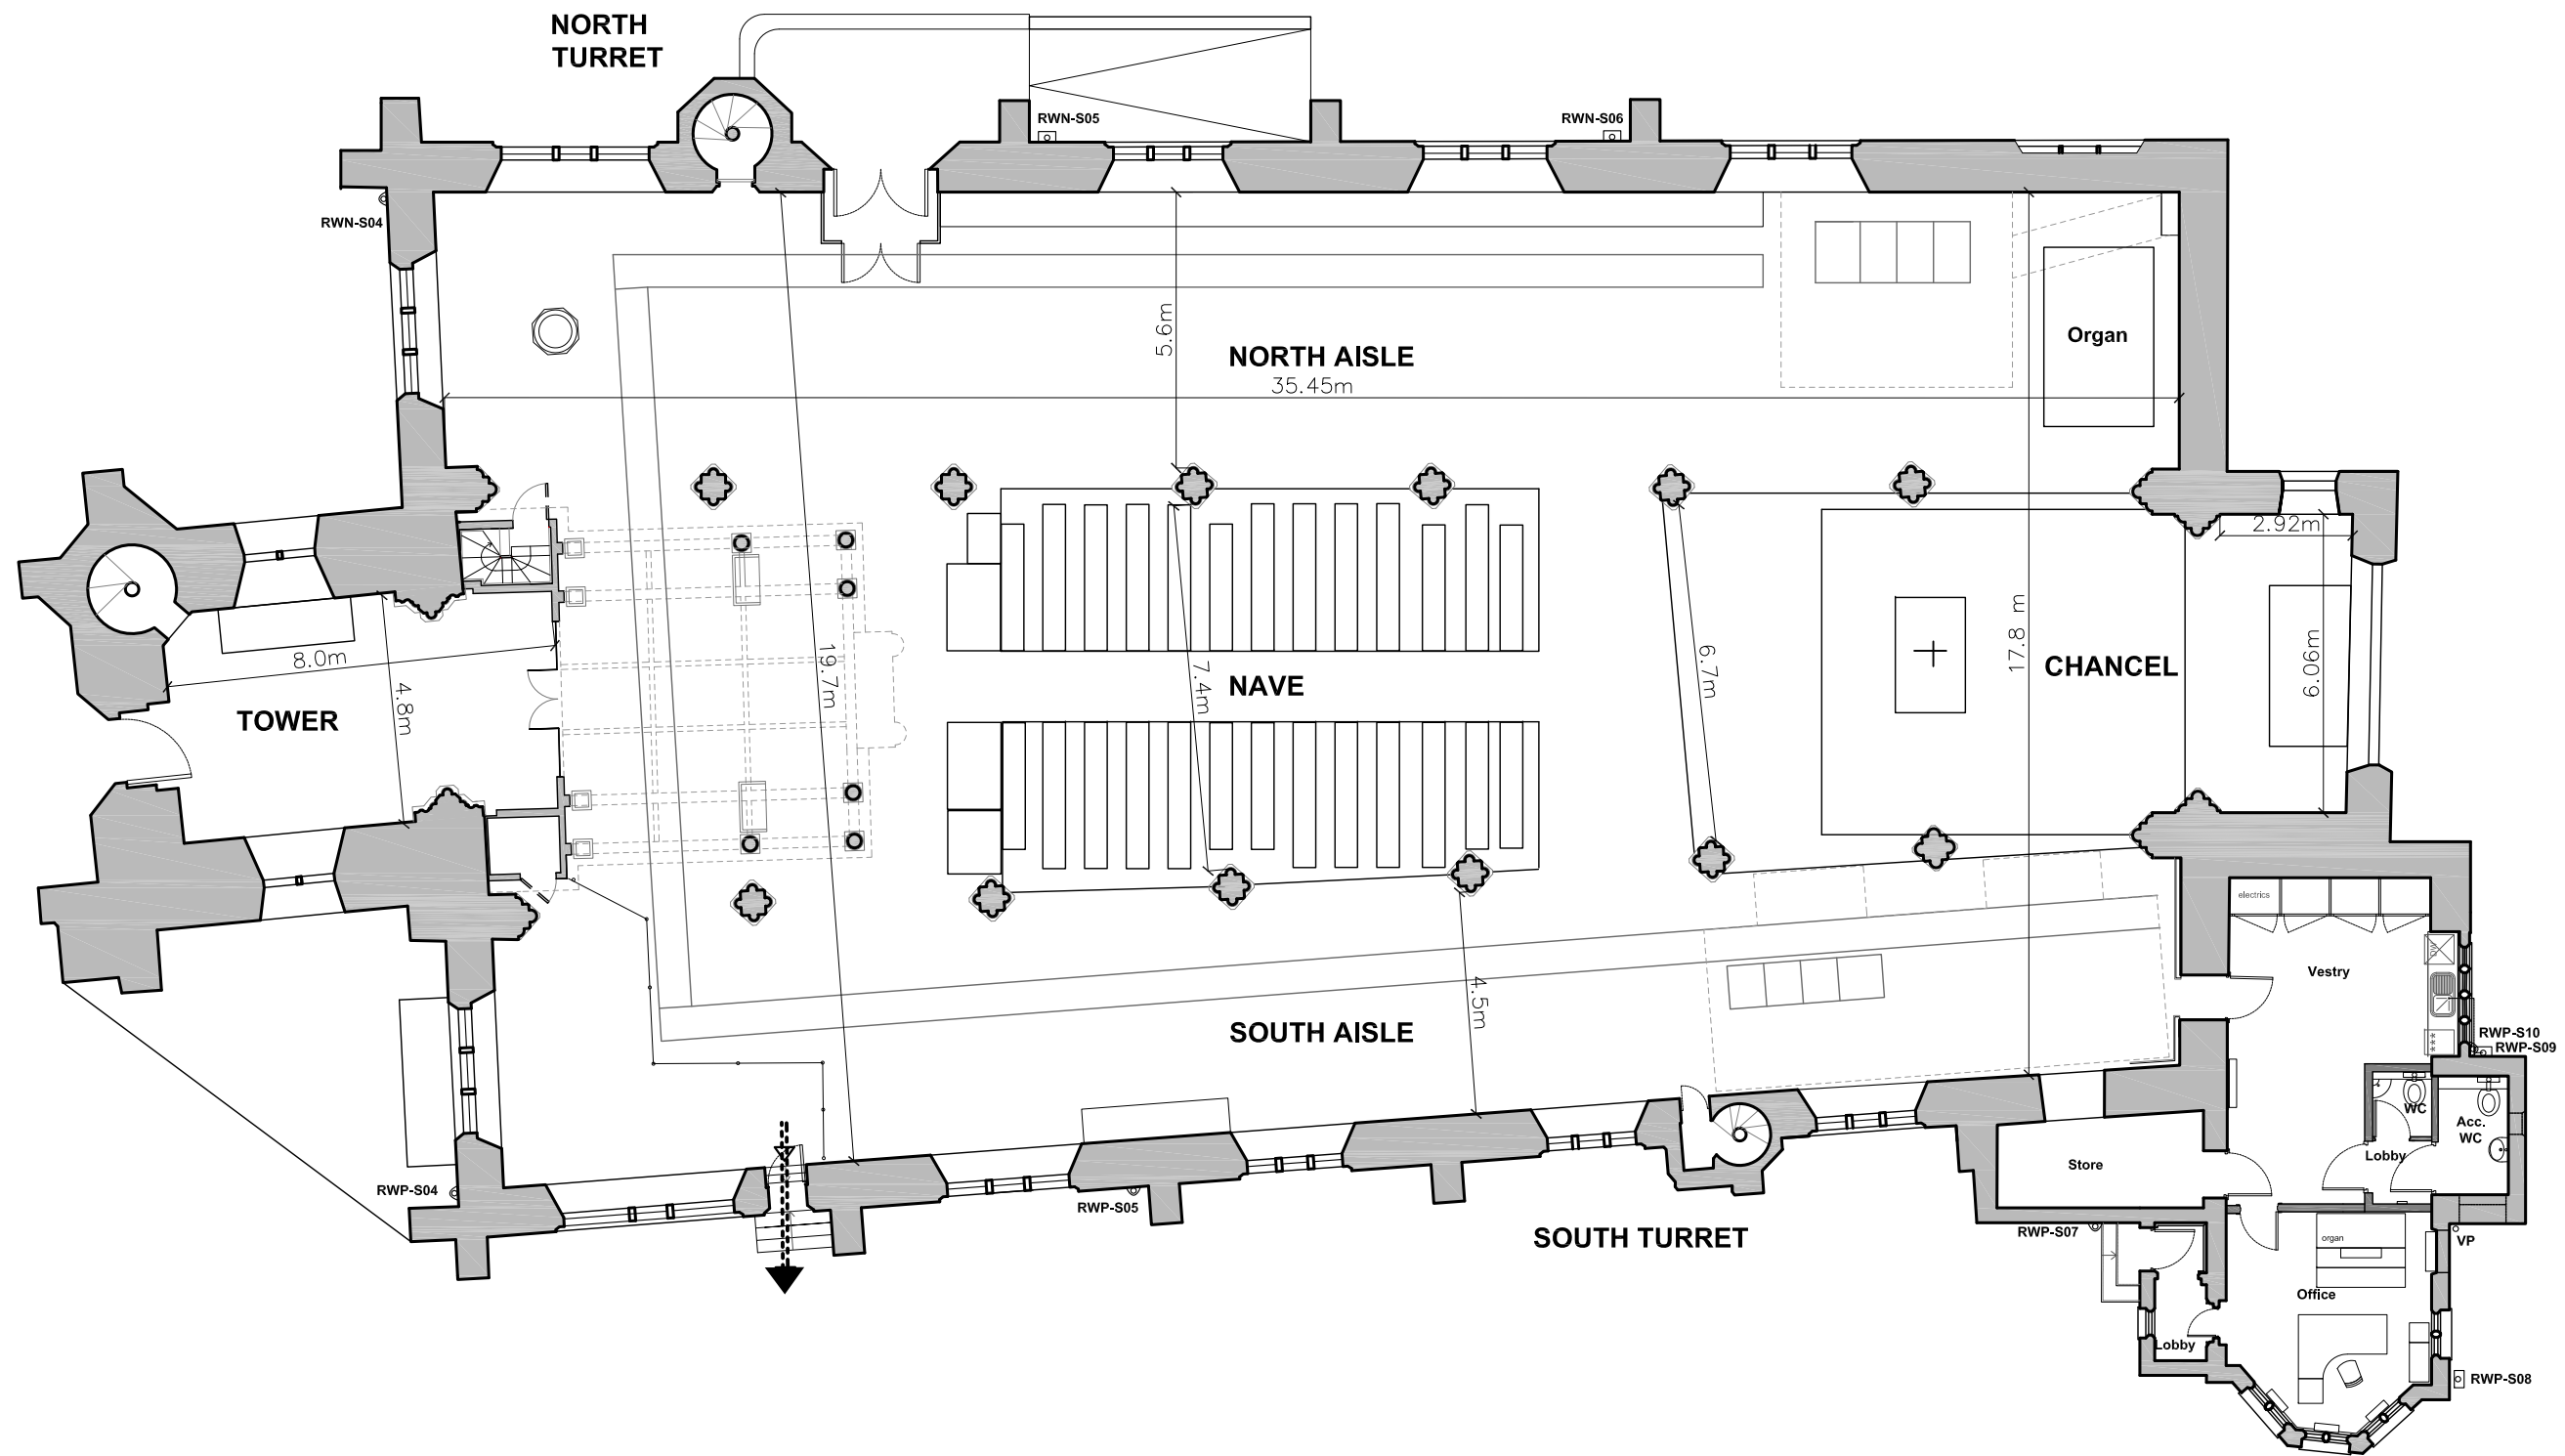 NORTH
TURRET
RWN-S05
RWN-S06
RWN-S04
5.6m
Organ
NORTH AISLE
35.45m
2.92m
8.0m
4.8m
TOWER
19.7m
7.4m
NAVE
6.7m
17.8 m
CHANCEL
6.06m
electrics
Vestry
DW
4.5m
SOUTH AISLE
***
RWP-S10
RWP-S09
WC
Acc.
WC
Lobby
Store
RWP-S04
RWP-S05
SOUTH TURRET
RWP-S07
organ
VP
Office
Lobby
RWP-S08